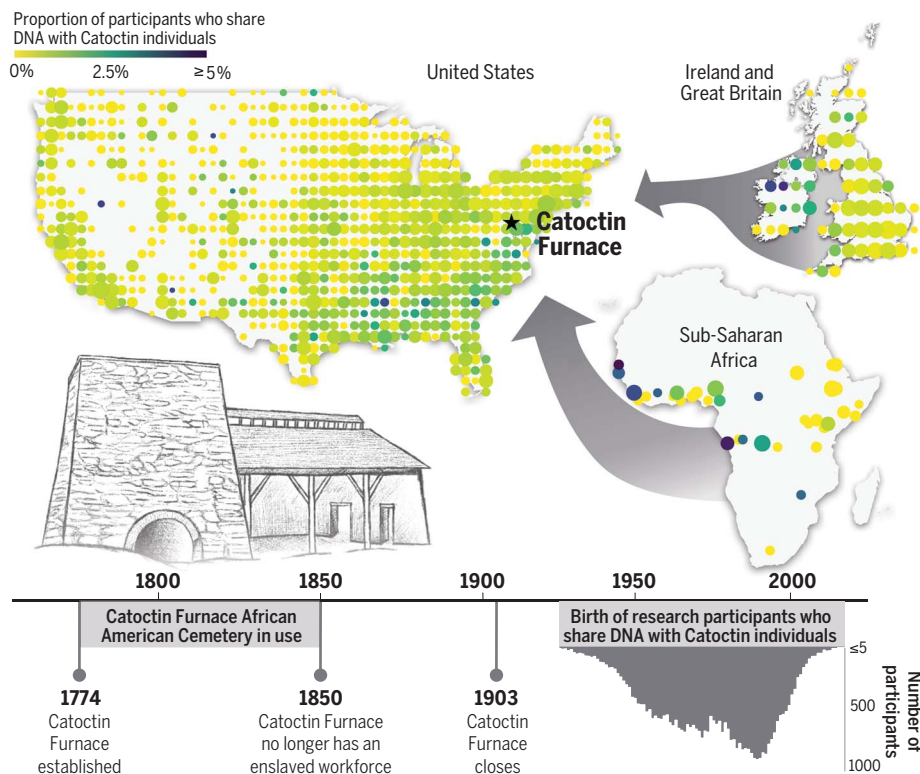 Proportion of participants who share
DNA with Catoctin individuals
0% 2.5% ≥5%
United States
Ireland and
Great Britain
★ Catoctin
Furnace
Sub-Saharan
Africa
1800 1850 1900 1950 2000
Catoctin Furnace African
American Cemetery in use
Birth of research participants who
share DNA with Catoctin individuals
1774
Catoctin
Furnace
established
1850
Catoctin Furnace
no longer has an
enslaved workforce
1903
Catoctin
Furnace
closes
≤5
500
1000
Number of
participants